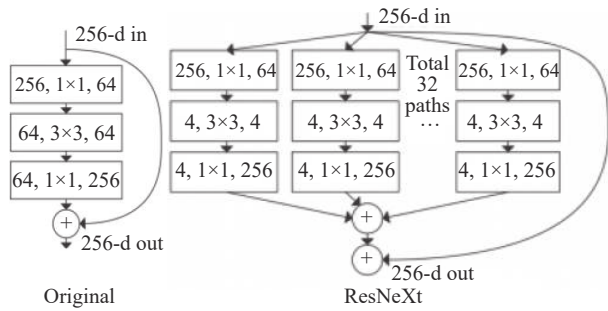 256-d in
256, 1×1, 64
64, 3×3, 64
64, 1×1, 256
+
256-d out
Original
256-d in
256, 1×1, 64
256, 1×1, 64
Total
32
paths
…
256, 1×1, 64
4, 3×3, 4
4, 3×3, 4
4, 3×3, 4
4, 1×1, 256
4, 1×1, 256
4, 1×1, 256
+
+
256-d out
ResNeXt